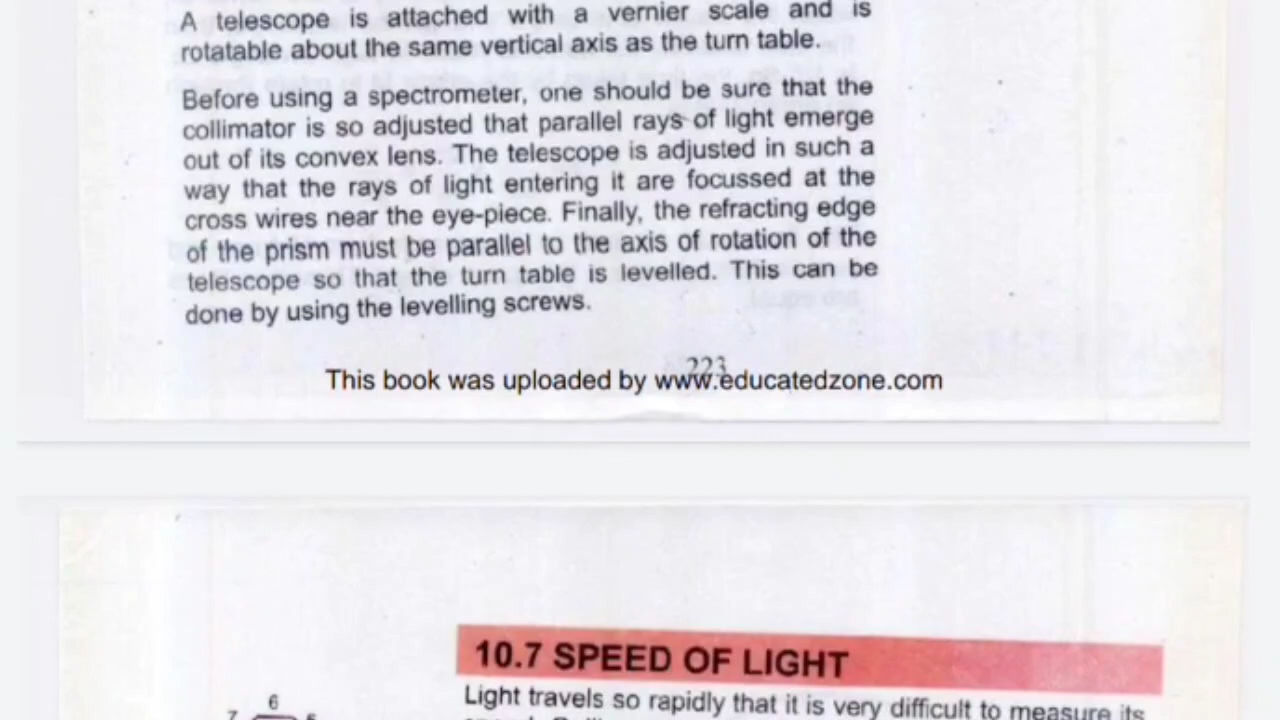 A telescope is attached with a vernier scale and is
rotatable about the same vertical axis as the turn table.
Before using a spectrometer, one should be sure that the
collimator is so adjusted that parallel rays of light emerge
out of its convex lens. The telescope is adjusted in such a
way that the rays of light entering it are focussed at the
cross wires near the eye-piece. Finally, the refracting edge
of the prism must be parallel to the axis of rotation of the
telescope so that the turn table is levelled. This can be
done by using the levelling screws.
223
This book was uploaded by www.educatedzone.com
10.7 SPEED OF LIGHT
Light travels so rapidly that it is very difficult to measure its
6
7